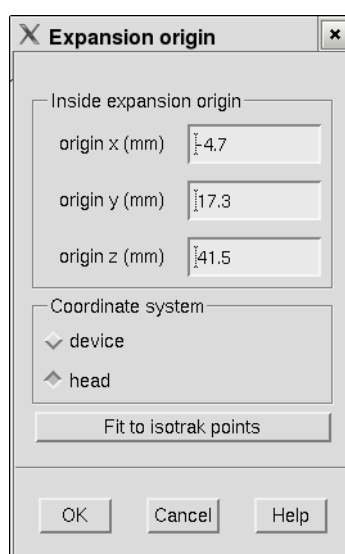 Expansion origin
Inside expansion origin
origin x (mm) -4.7
origin y (mm) 17.3
origin z (mm) 41.5
Coordinate system
device
head
Fit to isotrak points
OK Cancel Help